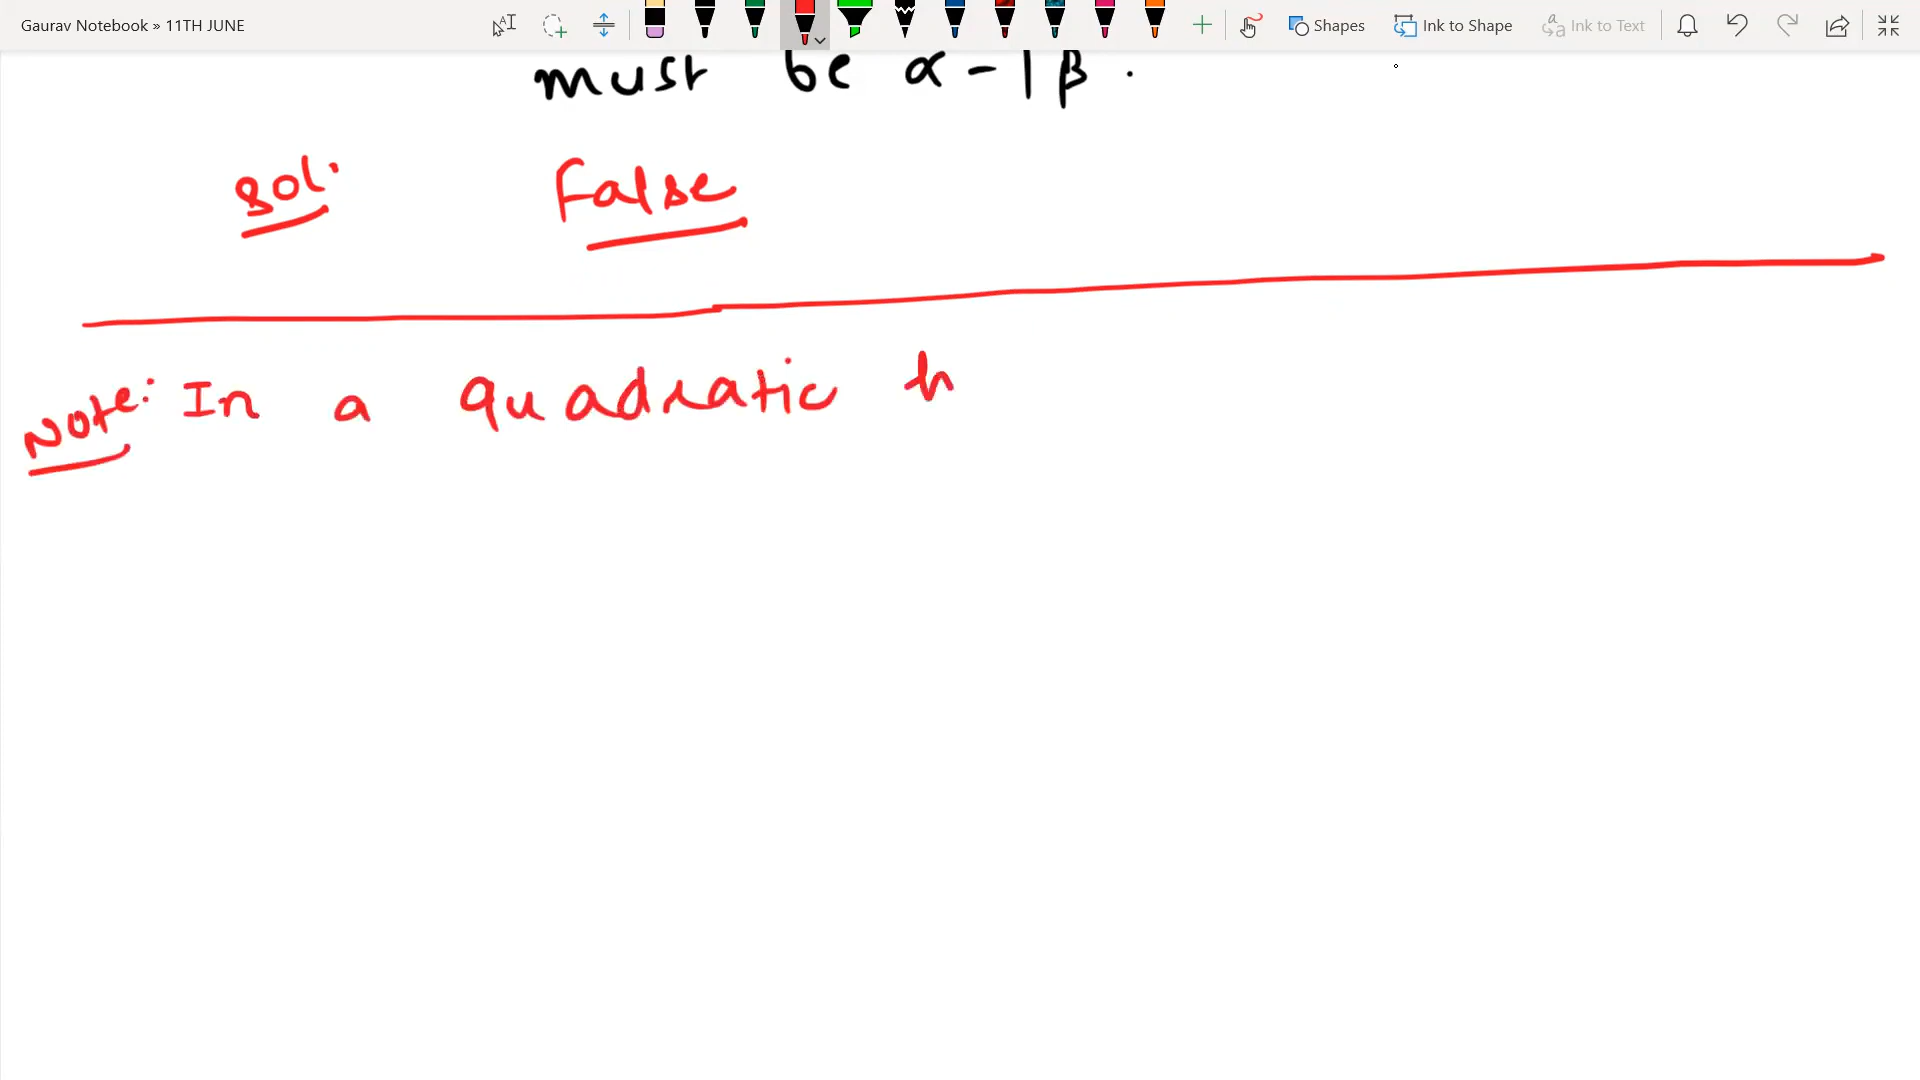 Gaurav Notebook » 11TH JUNE Shapes Ink to Shape Ink to Text
must be α - | β .
Sol. False
Note: In a quadratic